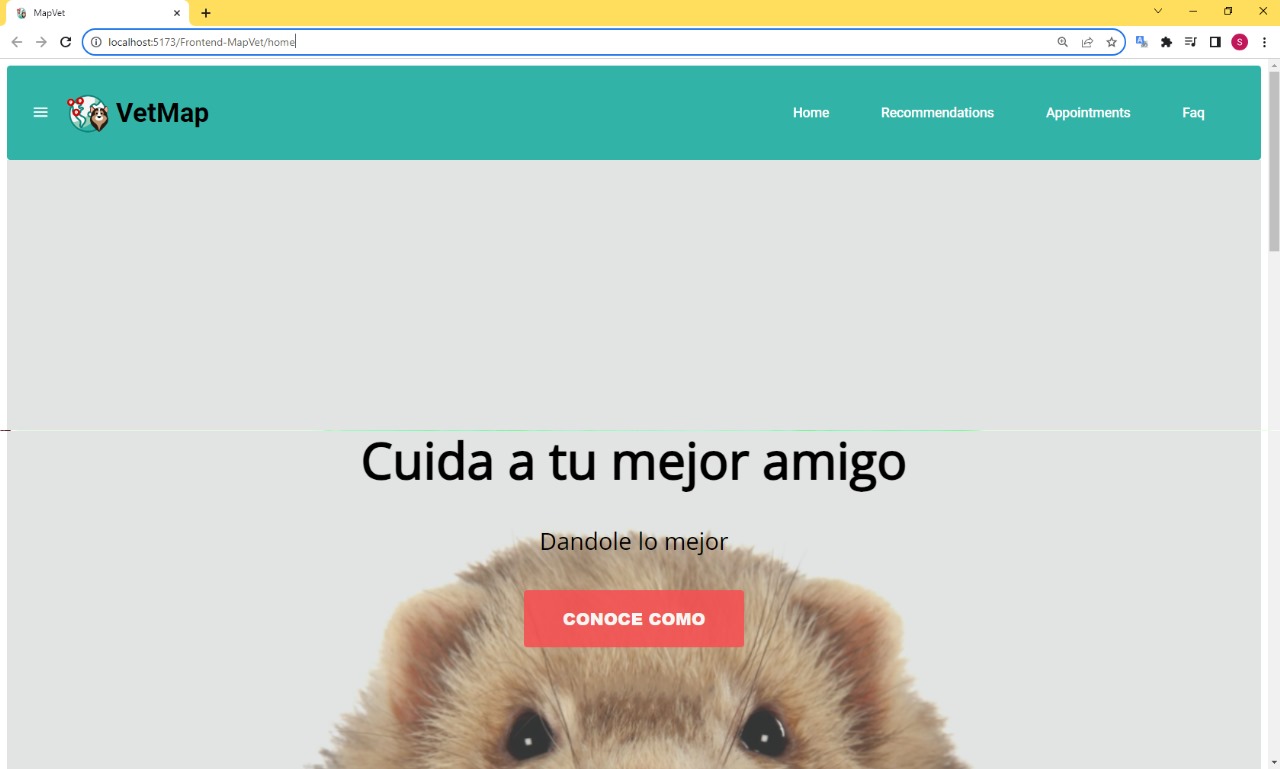 MapVet
localhost:5173/Frontend-MapVet/home
S
VetMap
Home Recommendations Appointments Faq
Cuida a tu mejor amigo
Dandole lo mejor
CONOCE COMO